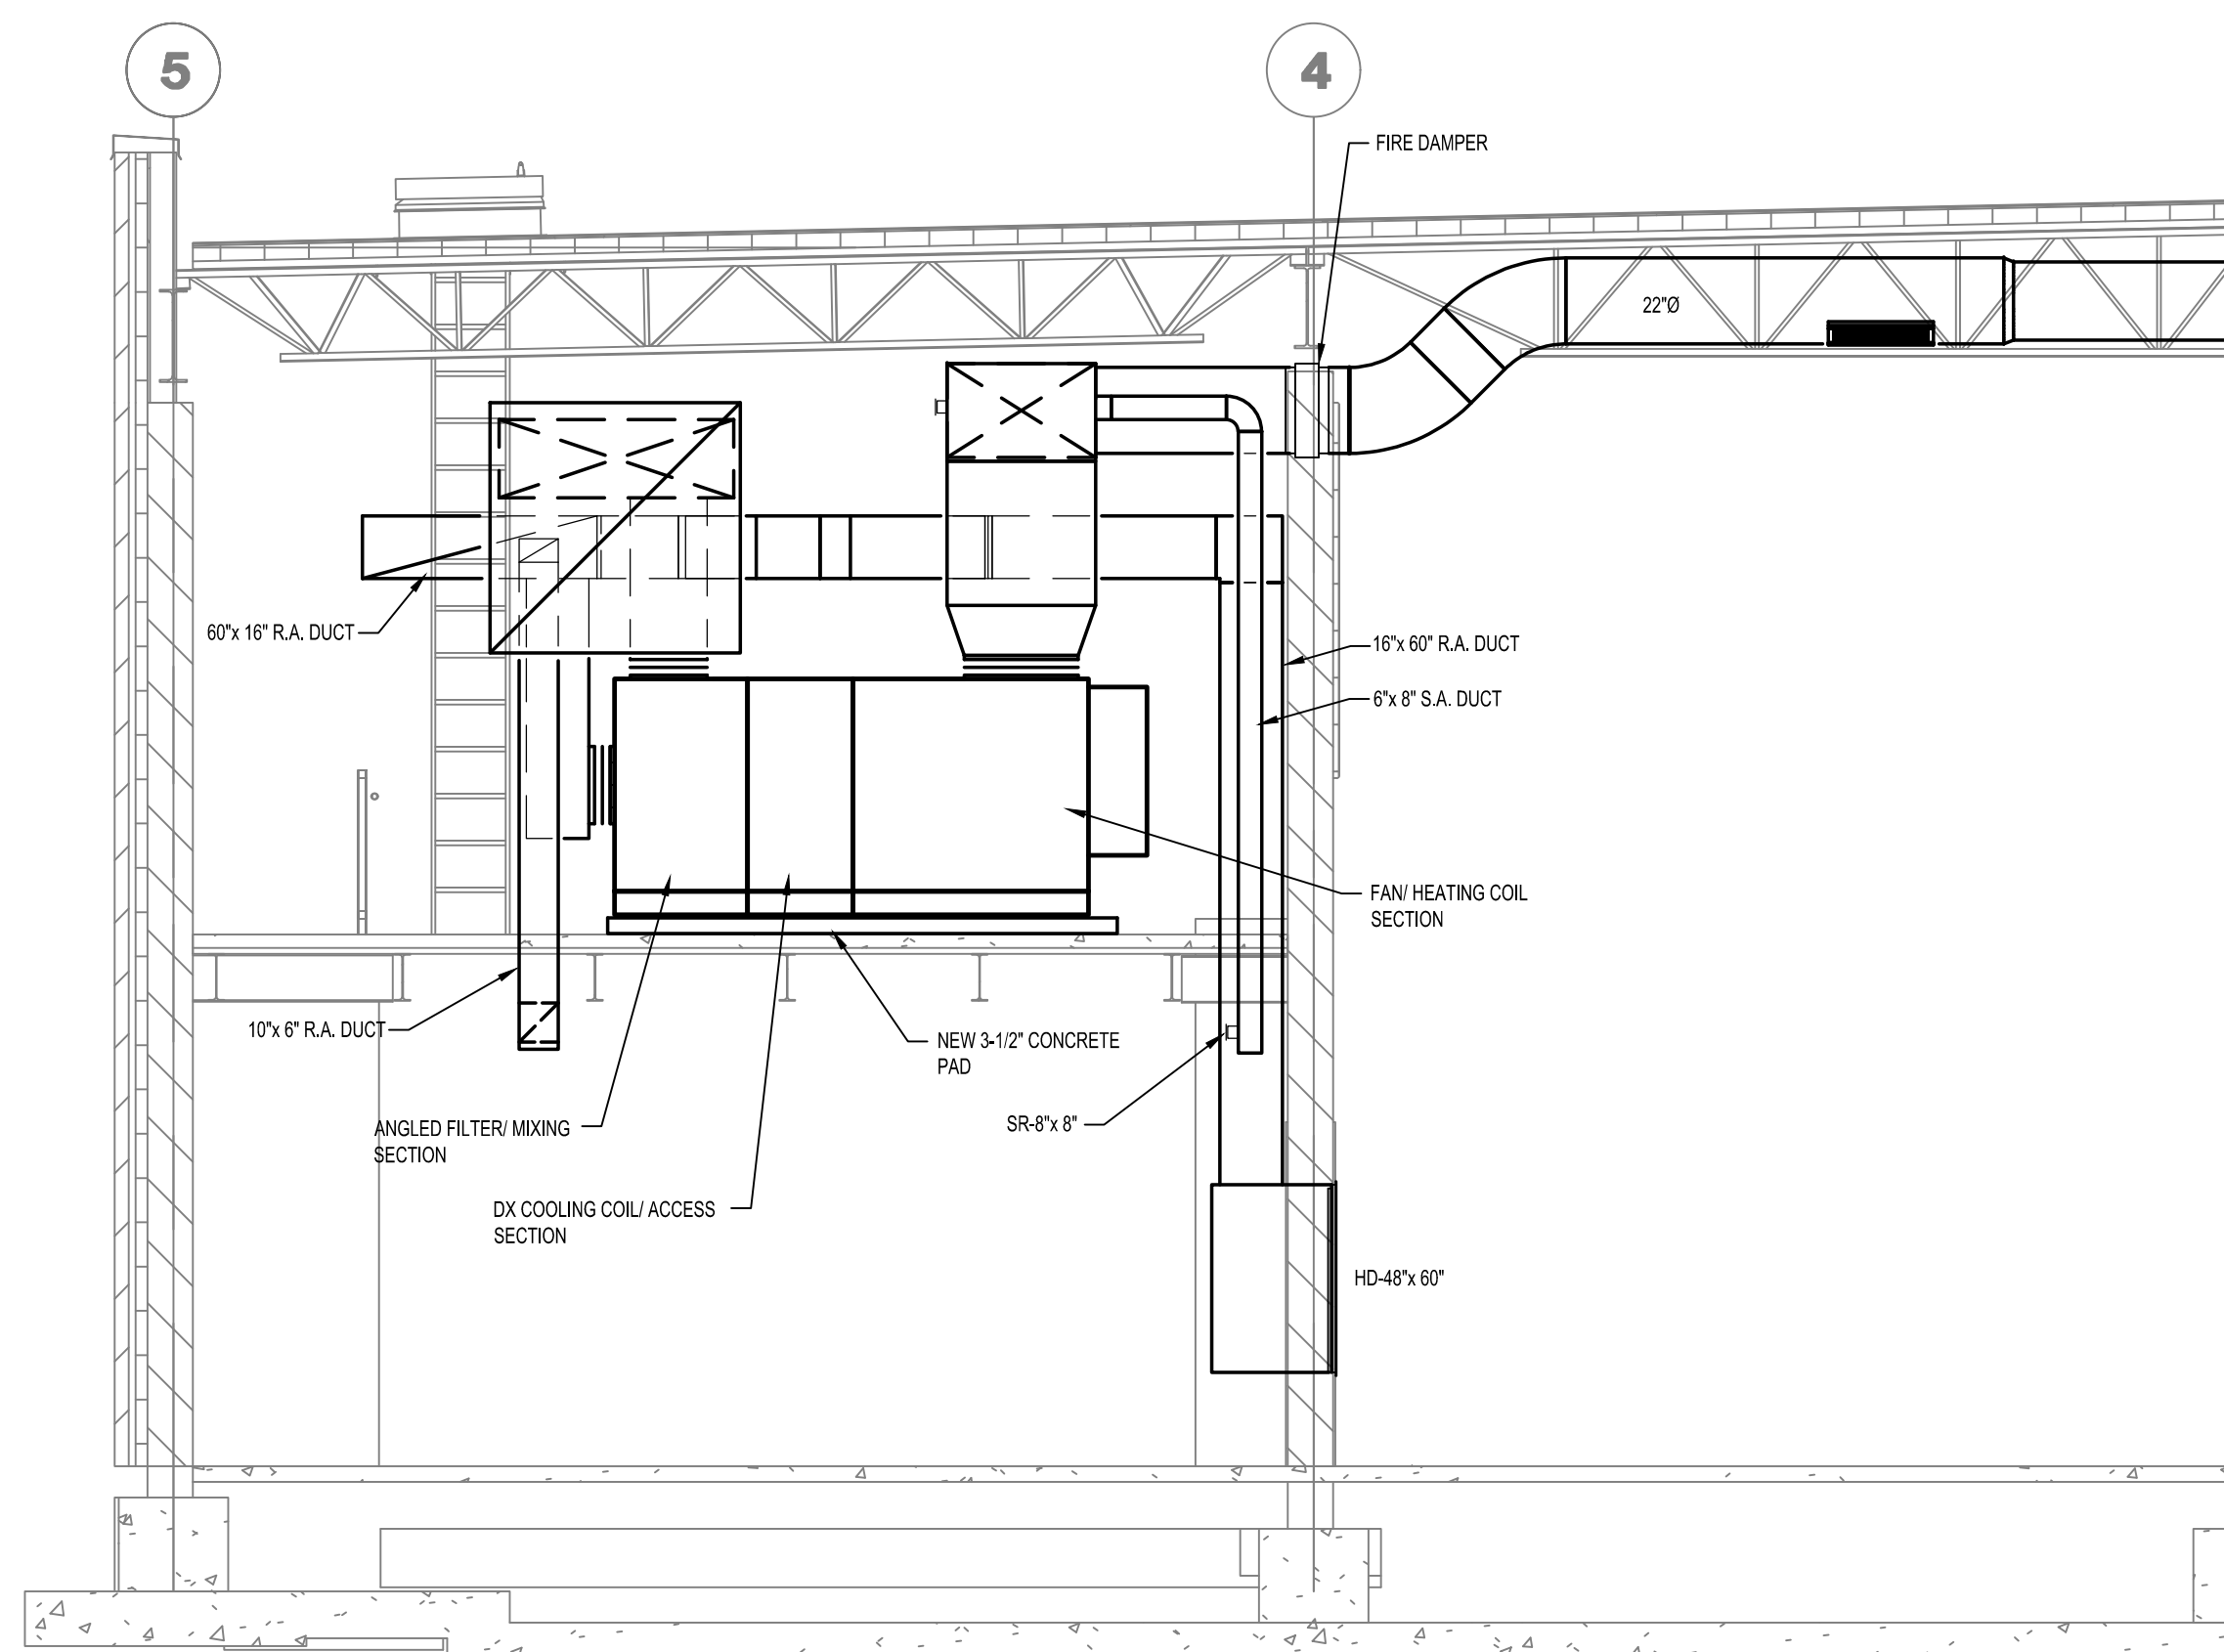 5
4
FIRE DAMPER
22"Ø
60"x 16" R.A. DUCT
16"x 60" R.A. DUCT
6"x 8" S.A. DUCT
FAN/ HEATING COIL
SECTION
10"x 6" R.A. DUCT
NEW 3-1/2" CONCRETE
PAD
ANGLED FILTER/ MIXING
SECTION
SR-8"x 8"
DX COOLING COIL/ ACCESS
SECTION
HD-48"x 60"